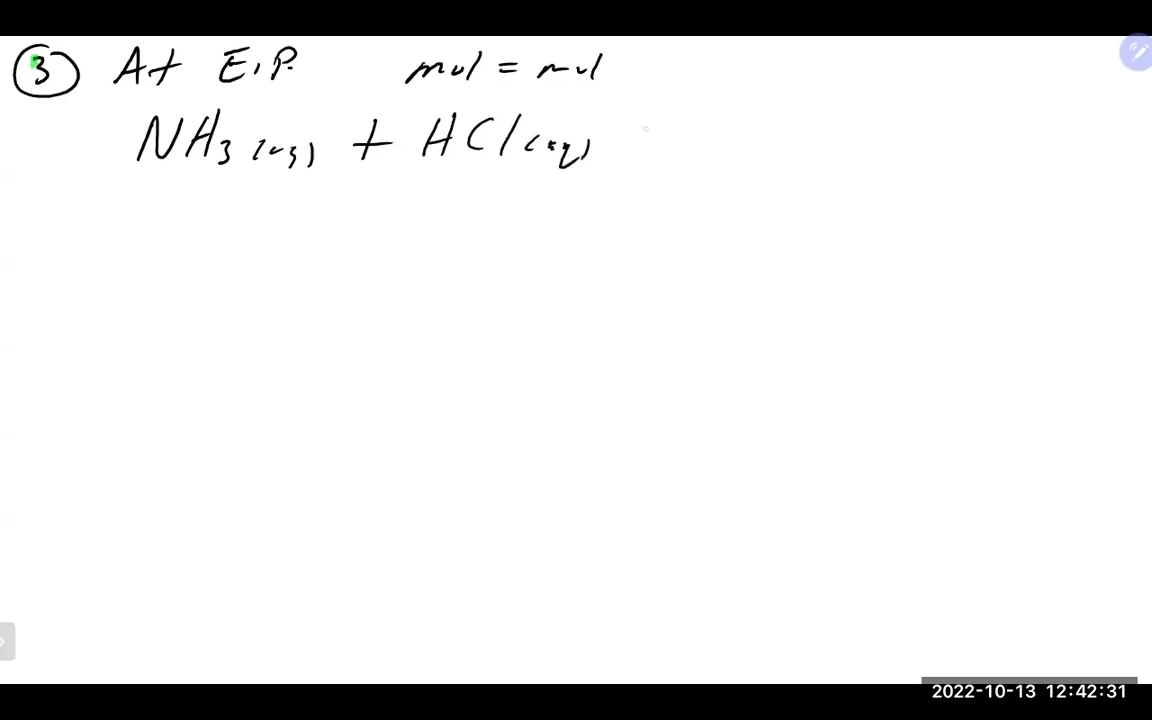 ③ At E.P. mol = mol
NH₃(aq) + HCl(aq)
2022-10-13 12:42:31